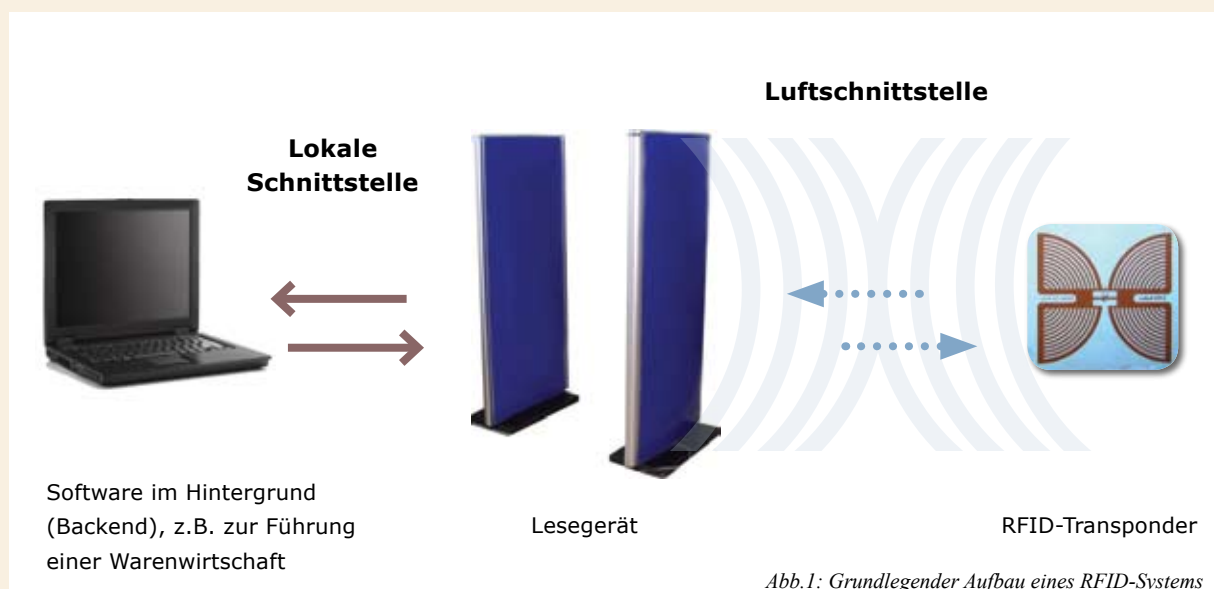 Luftschnittstelle
Lokale
Schnittstelle
Software im Hintergrund
(Backend), z.B. zur Führung
einer Warenwirtschaft
Lesegerät
RFID-Transponder
Abb.1: Grundlegender Aufbau eines RFID-Systems